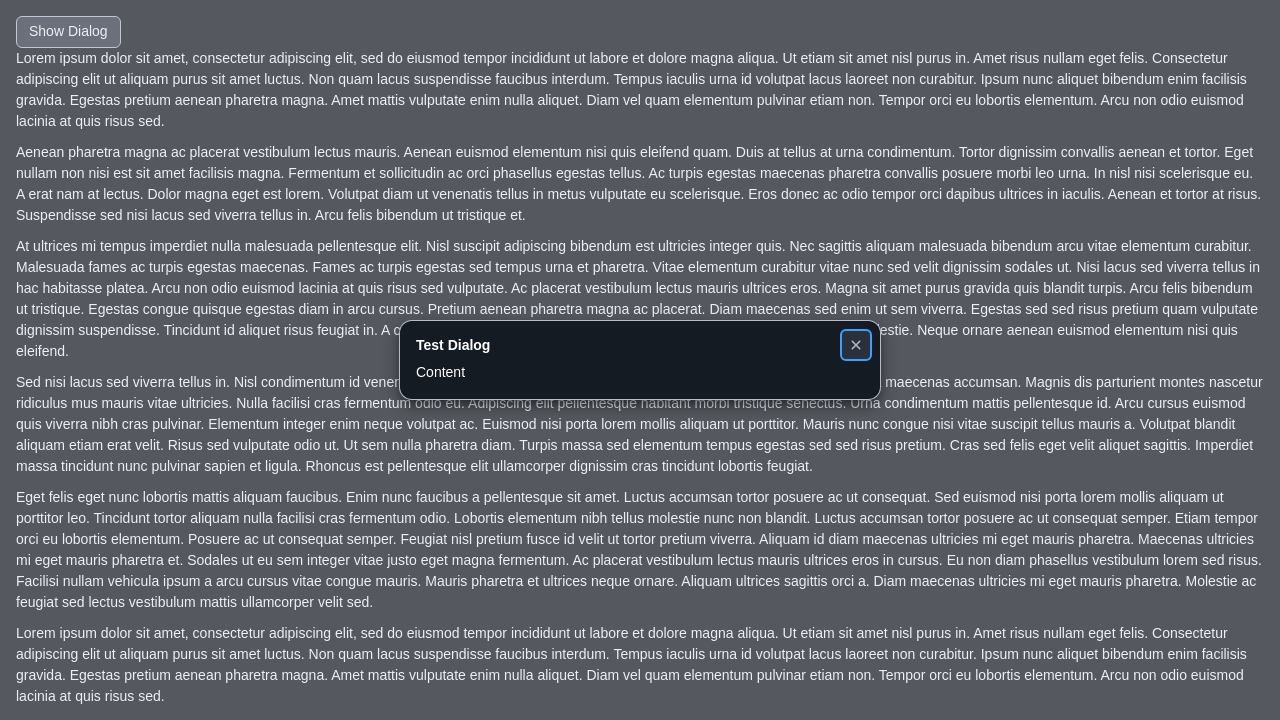 Show Dialog
Lorem ipsum dolor sit amet, consectetur adipiscing elit, sed do eiusmod tempor incididunt ut labore et dolore magna aliqua. Ut etiam sit amet nisl purus in. Amet risus nullam eget felis. Consectetur
adipiscing elit ut aliquam purus sit amet luctus. Non quam lacus suspendisse faucibus interdum. Tempus iaculis urna id volutpat lacus laoreet non curabitur. Ipsum nunc aliquet bibendum enim facilisis
gravida. Egestas pretium aenean pharetra magna. Amet mattis vulputate enim nulla aliquet. Diam vel quam elementum pulvinar etiam non. Tempor orci eu lobortis elementum. Arcu non odio euismod
lacinia at quis risus sed.
Aenean pharetra magna ac placerat vestibulum lectus mauris. Aenean euismod elementum nisi quis eleifend quam. Duis at tellus at urna condimentum. Tortor dignissim convallis aenean et tortor. Eget
nullam non nisi est sit amet facilisis magna. Fermentum et sollicitudin ac orci phasellus egestas tellus. Ac turpis egestas maecenas pharetra convallis posuere morbi leo urna. In nisl nisi scelerisque eu.
A erat nam at lectus. Dolor magna eget est lorem. Volutpat diam ut venenatis tellus in metus vulputate eu scelerisque. Eros donec ac odio tempor orci dapibus ultrices in iaculis. Aenean et tortor at risus.
Suspendisse sed nisi lacus sed viverra tellus in. Arcu felis bibendum ut tristique et.
At ultrices mi tempus imperdiet nulla malesuada pellentesque elit. Nisl suscipit adipiscing bibendum est ultricies integer quis. Nec sagittis aliquam malesuada bibendum arcu vitae elementum curabitur.
Malesuada fames ac turpis egestas maecenas. Fames ac turpis egestas sed tempus urna et pharetra. Vitae elementum curabitur vitae nunc sed velit dignissim sodales ut. Nisi lacus sed viverra tellus in
hac habitasse platea. Arcu non odio euismod lacinia at quis risus sed vulputate. Ac placerat vestibulum lectus mauris ultrices eros. Magna sit amet purus gravida quis blandit turpis. Arcu felis bibendum
ut tristique. Egestas congue quisque egestas diam in arcu cursus. Pretium aenean pharetra magna ac placerat. Diam maecenas sed enim ut sem viverra. Egestas sed sed risus pretium quam vulputate
dignissim suspendisse. Tincidunt id aliquet risus feugiat in. A Neque ornare aenean euismod elementum nisi quis
eleifend.
Test Dialog
Content
Sed nisi lacus sed viverra tellus in. Nisl condimentum id maecenas accumsan. Magnis dis parturient montes nascetur
ridiculus mus mauris vitae ultricies. Nulla facilisi cras fermentum odio eu. Adipiscing elit pellentesque habitant morbi tristique senectus. Urna condimentum mattis pellentesque id. Arcu cursus euismod
quis viverra nibh cras pulvinar. Elementum integer enim neque volutpat ac. Euismod nisi porta lorem mollis aliquam ut porttitor. Mauris nunc congue nisi vitae suscipit tellus mauris a. Volutpat blandit
aliquam etiam erat velit. Risus sed vulputate odio ut. Ut sem nulla pharetra diam. Turpis massa sed elementum tempus egestas sed sed risus pretium. Cras sed felis eget velit aliquet sagittis. Imperdiet
massa tincidunt nunc pulvinar sapien et ligula. Rhoncus est pellentesque elit ullamcorper dignissim cras tincidunt lobortis feugiat.
Eget felis eget nunc lobortis mattis aliquam faucibus. Enim nunc faucibus a pellentesque sit amet. Luctus accumsan tortor posuere ac ut consequat. Sed euismod nisi porta lorem mollis aliquam ut
porttitor leo. Tincidunt tortor aliquam nulla facilisi cras fermentum odio. Lobortis elementum nibh tellus molestie nunc non blandit. Luctus accumsan tortor posuere ac ut consequat semper. Etiam tempor
orci eu lobortis elementum. Posuere ac ut consequat semper. Feugiat nisl pretium fusce id velit ut tortor pretium viverra. Aliquam id diam maecenas ultricies mi eget mauris pharetra. Maecenas ultricies
mi eget mauris pharetra et. Sodales ut eu sem integer vitae justo eget magna fermentum. Ac placerat vestibulum lectus mauris ultrices eros in cursus. Eu non diam phasellus vestibulum lorem sed risus.
Facilisi nullam vehicula ipsum a arcu cursus vitae congue mauris. Mauris pharetra et ultrices neque ornare. Aliquam ultrices sagittis orci a. Diam maecenas ultricies mi eget mauris pharetra. Molestie ac
feugiat sed lectus vestibulum mattis ullamcorper velit sed.
Lorem ipsum dolor sit amet, consectetur adipiscing elit, sed do eiusmod tempor incididunt ut labore et dolore magna aliqua. Ut etiam sit amet nisl purus in. Amet risus nullam eget felis. Consectetur
adipiscing elit ut aliquam purus sit amet luctus. Non quam lacus suspendisse faucibus interdum. Tempus iaculis urna id volutpat lacus laoreet non curabitur. Ipsum nunc aliquet bibendum enim facilisis
gravida. Egestas pretium aenean pharetra magna. Amet mattis vulputate enim nulla aliquet. Diam vel quam elementum pulvinar etiam non. Tempor orci eu lobortis elementum. Arcu non odio euismod
lacinia at quis risus sed.